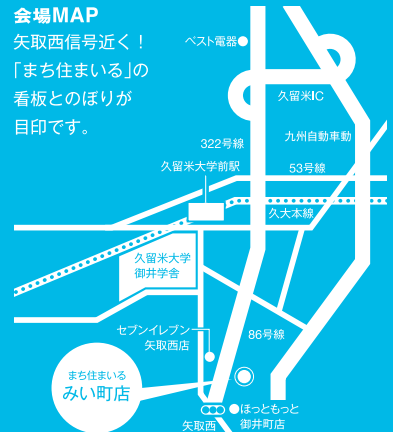 会場MAP
矢取西信号近く！
「まち住まいる」の
看板とのぼりが
目印です。
ベスト電器
久留米IC
322号線
九州自動車動
久留米大学前駅
53号線
久大本線
久留米大学
御井学舎
セブンイレブン
矢取西店
86号線
まち住まいる
みい町店
ほっともっと
御井町店
矢取西